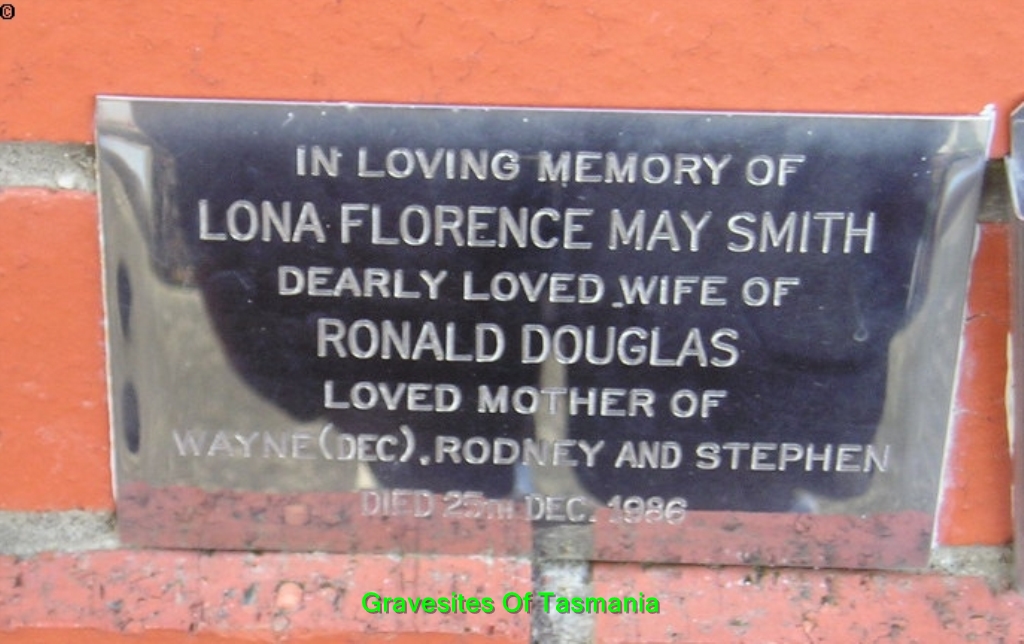 ©
IN LOVING MEMORY OF
LONA FLORENCE MAY SMITH
DEARLY LOVED WIFE OF
RONALD DOUGLAS
LOVED MOTHER OF
WAYNE (DEC), RODNEY AND STEPHEN
DIED 25TH DEC. 1986
Gravesites Of Tasmania